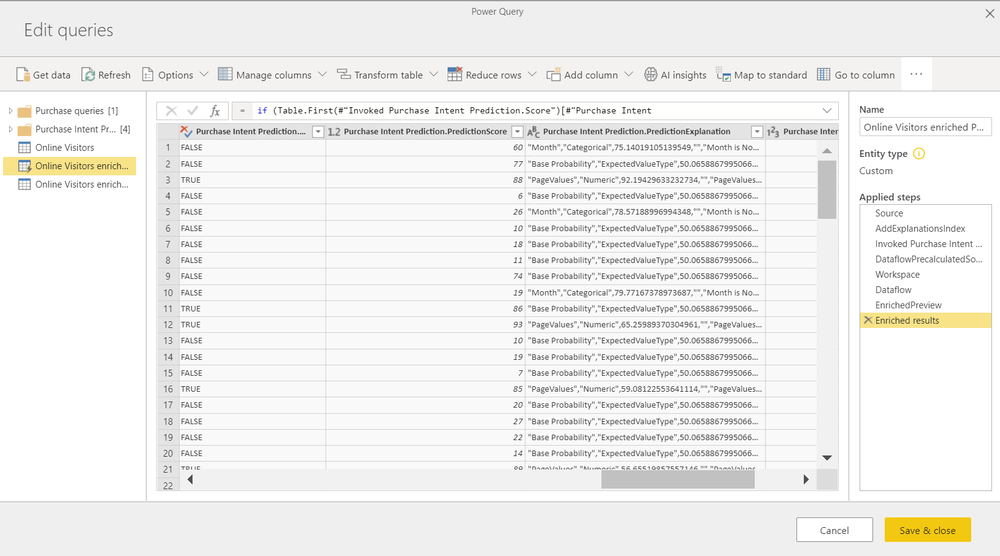 Power Query
Edit queries
Get data Refresh Options Manage columns Transform table Reduce rows Add column AI insights Map to standard Go to column ...
Purchase queries [1]
Purchase Intent Pr... [4]
Online Visitors
Online Visitors enrich...
Online Visitors enrich...
fx = if (Table.First(#"Invoked Purchase Intent Prediction.Score")[#"Purchase Intent
Purchase Intent Prediction.... 1.2 Purchase Intent Prediction.PredictionScore ABC Purchase Intent Prediction.PredictionExplanation 123 Purchase Inter
1 FALSE 60 "Month","Categorical",75.14019105139549,"","Month is No...
2 FALSE 77 "Base Probability","ExpectedValueType",50.0658867995066...
3 TRUE 88 "PageValues","Numeric",92.19429633232734,"","PageValues...
4 FALSE 6 "Base Probability","ExpectedValueType",50.0658867995066...
5 FALSE 26 "Month","Categorical",78.57188996994348,"","Month is No...
6 FALSE 10 "Base Probability","ExpectedValueType",50.0658867995066...
7 FALSE 18 "Base Probability","ExpectedValueType",50.0658867995066...
8 FALSE 11 "Base Probability","ExpectedValueType",50.0658867995066...
9 FALSE 74 "Base Probability","ExpectedValueType",50.0658867995066...
10 FALSE 19 "Month","Categorical",79.77167378973687,"","Month is No...
11 TRUE 86 "Base Probability","ExpectedValueType",50.0658867995066...
12 TRUE 93 "PageValues","Numeric",65.25989370304961,"","PageValues...
13 FALSE 10 "Base Probability","ExpectedValueType",50.0658867995066...
14 FALSE 19 "Base Probability","ExpectedValueType",50.0658867995066...
15 FALSE 7 "Base Probability","ExpectedValueType",50.0658867995066...
16 TRUE 85 "PageValues","Numeric",59.08122553641114,"","PageValues...
17 FALSE 20 "Base Probability","ExpectedValueType",50.0658867995066...
18 FALSE 27 "Base Probability","ExpectedValueType",50.0658867995066...
19 FALSE 22 "Base Probability","ExpectedValueType",50.0658867995066...
20 FALSE 14 "Base Probability","ExpectedValueType",50.0658867995066...
21 TRUE 89 "PageValues","Numeric",56.65519857557146,"","PageValues
22
Name
Online Visitors enriched P...
Entity type
Custom
Applied steps
Source
AddExplanationsIndex
Invoked Purchase Intent ...
DataflowPrecalculatedSo...
Workspace
Dataflow
EnrichedPreview
Enriched results
Cancel Save & close